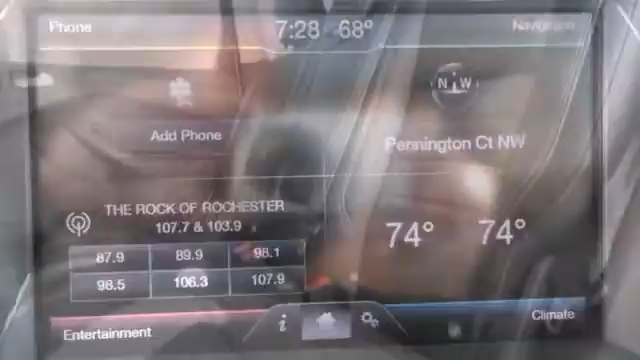 Phone
7:28 68°
Navigation
N W
Add Phone
Pennington Ct NW
THE ROCK OF ROCHESTER
107.7 & 103.9
87.9 89.9 98.1
98.5 106.3 107.9
74° 74°
Entertainment
i
Climate